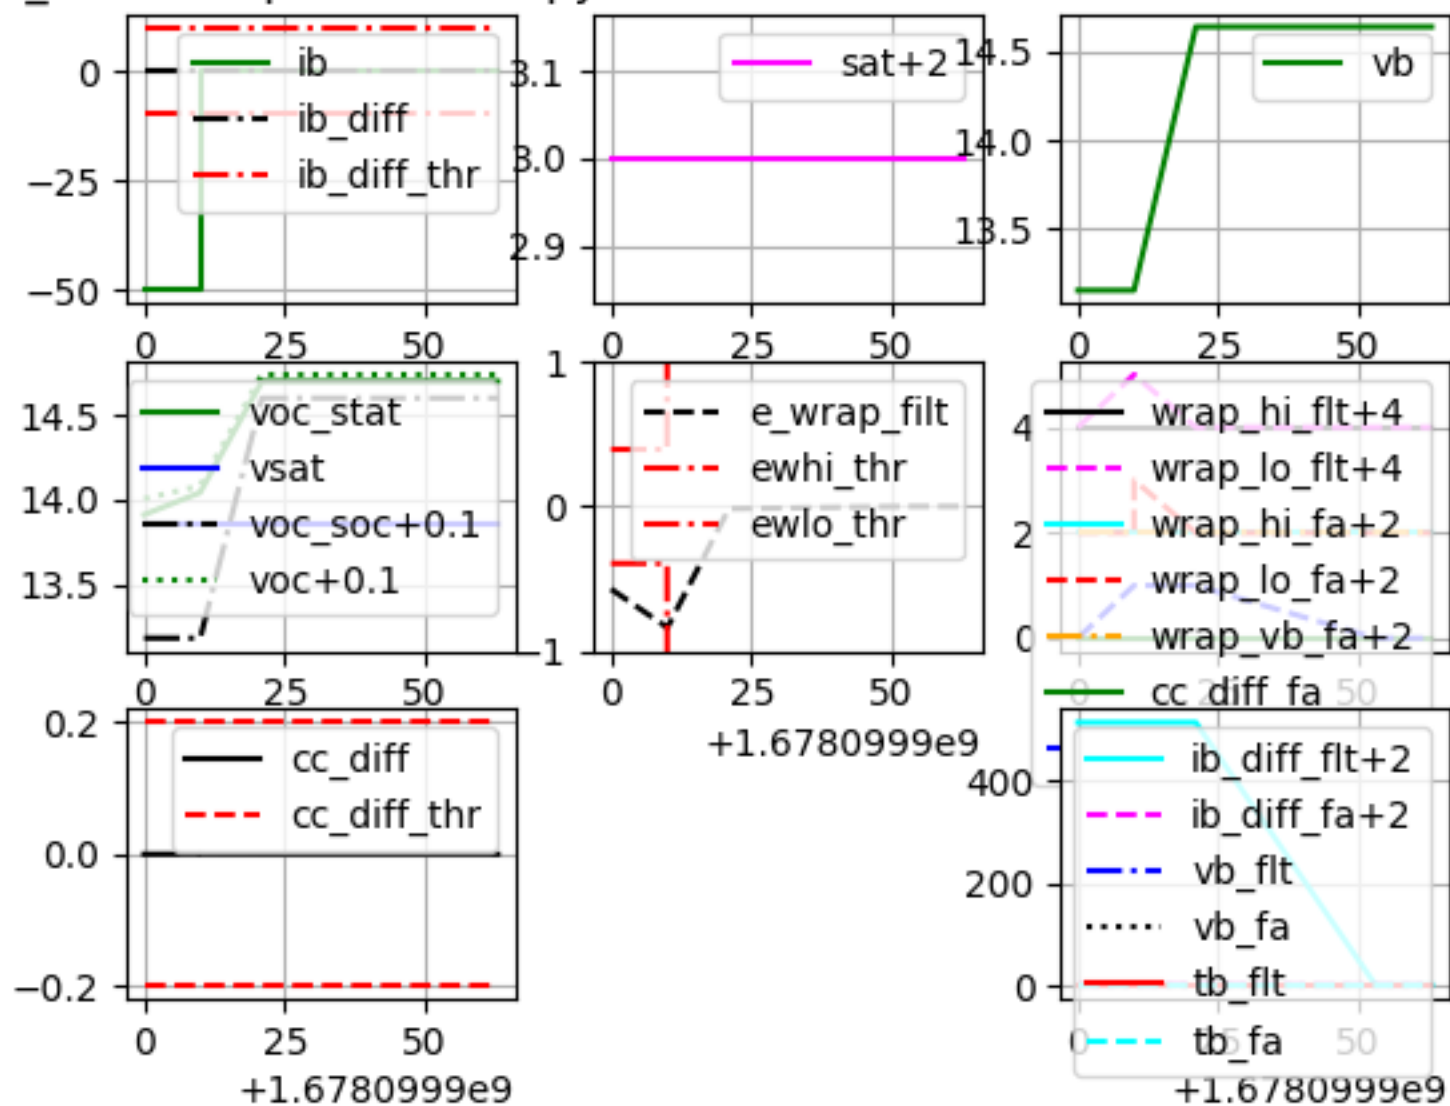 ib
ib_diff
ib_diff_thr
0
−25
−50
0
25
50
sat+2
3.1
3.0
2.9
0
25
50
vb
14.5
14.0
13.5
0
25
50
voc_stat
vsat
voc_soc+0.1
voc+0.1
14.5
14.0
13.5
0
25
50
e_wrap_filt
ewhi_thr
ewlo_thr
1
0
−1
0
25
50
+1.6780999e9
wrap_hi_flt+4
wrap_lo_flt+4
wrap_hi_fa+2
wrap_lo_fa+2
wrap_vb_fa+2
cc_diff_fa
4
2
0
0
50
cc_diff
cc_diff_thr
0.2
0.0
−0.2
0
25
50
+1.6780999e9
ib_diff_flt+2
ib_diff_fa+2
vb_flt
vb_fa
tb_flt
tb_fa
400
200
0
0
50
+1.6780999e9